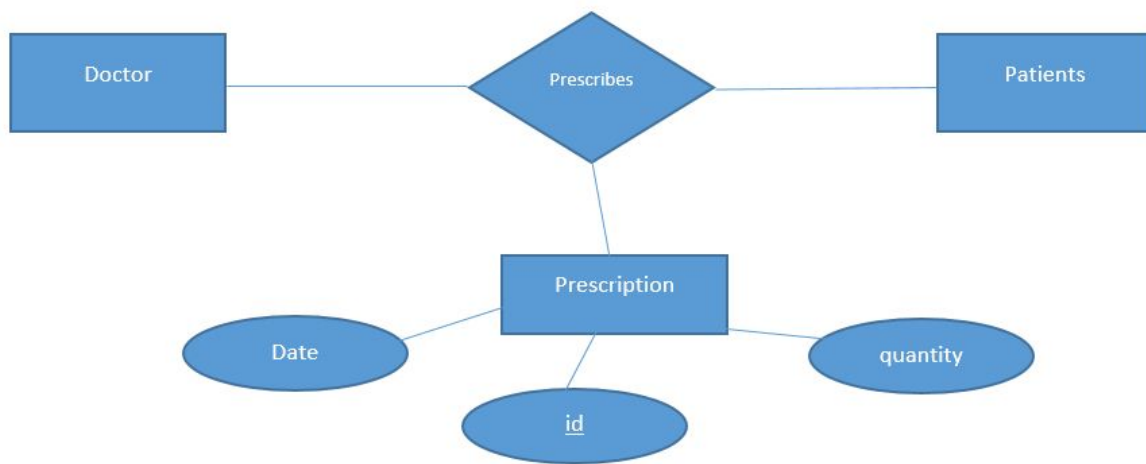 Doctor
Prescribes
Patients
Prescription
Date
quantity
id